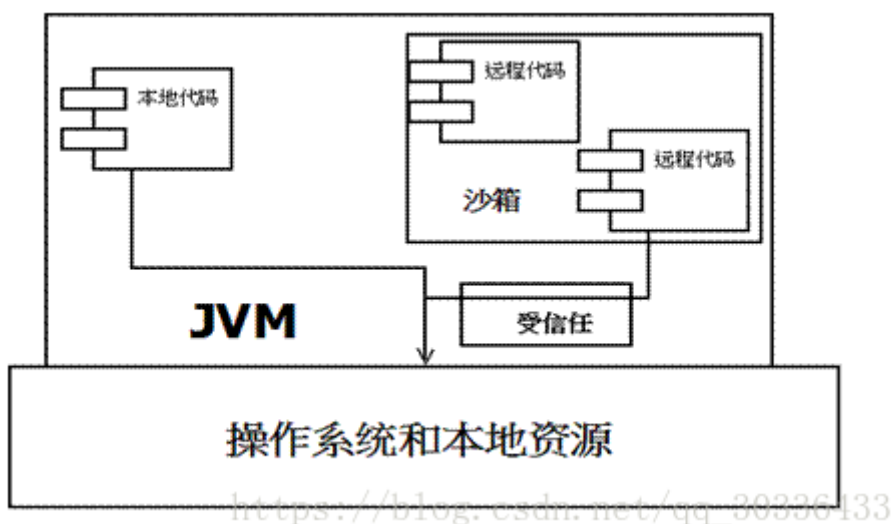 本地代码
远程代码
远程代码
沙箱
JVM
受信任
操作系统和本地资源
https://blog.csdn.net/qq_30336433